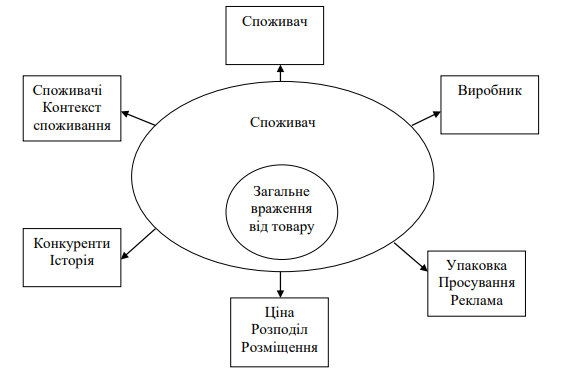 Споживач
Споживачі
Контекст
споживання
Виробник
Споживач
Загальне
враження
від товару
Конкуренти
Історія
Упаковка
Просування
Реклама
Ціна
Розподіл
Розміщення